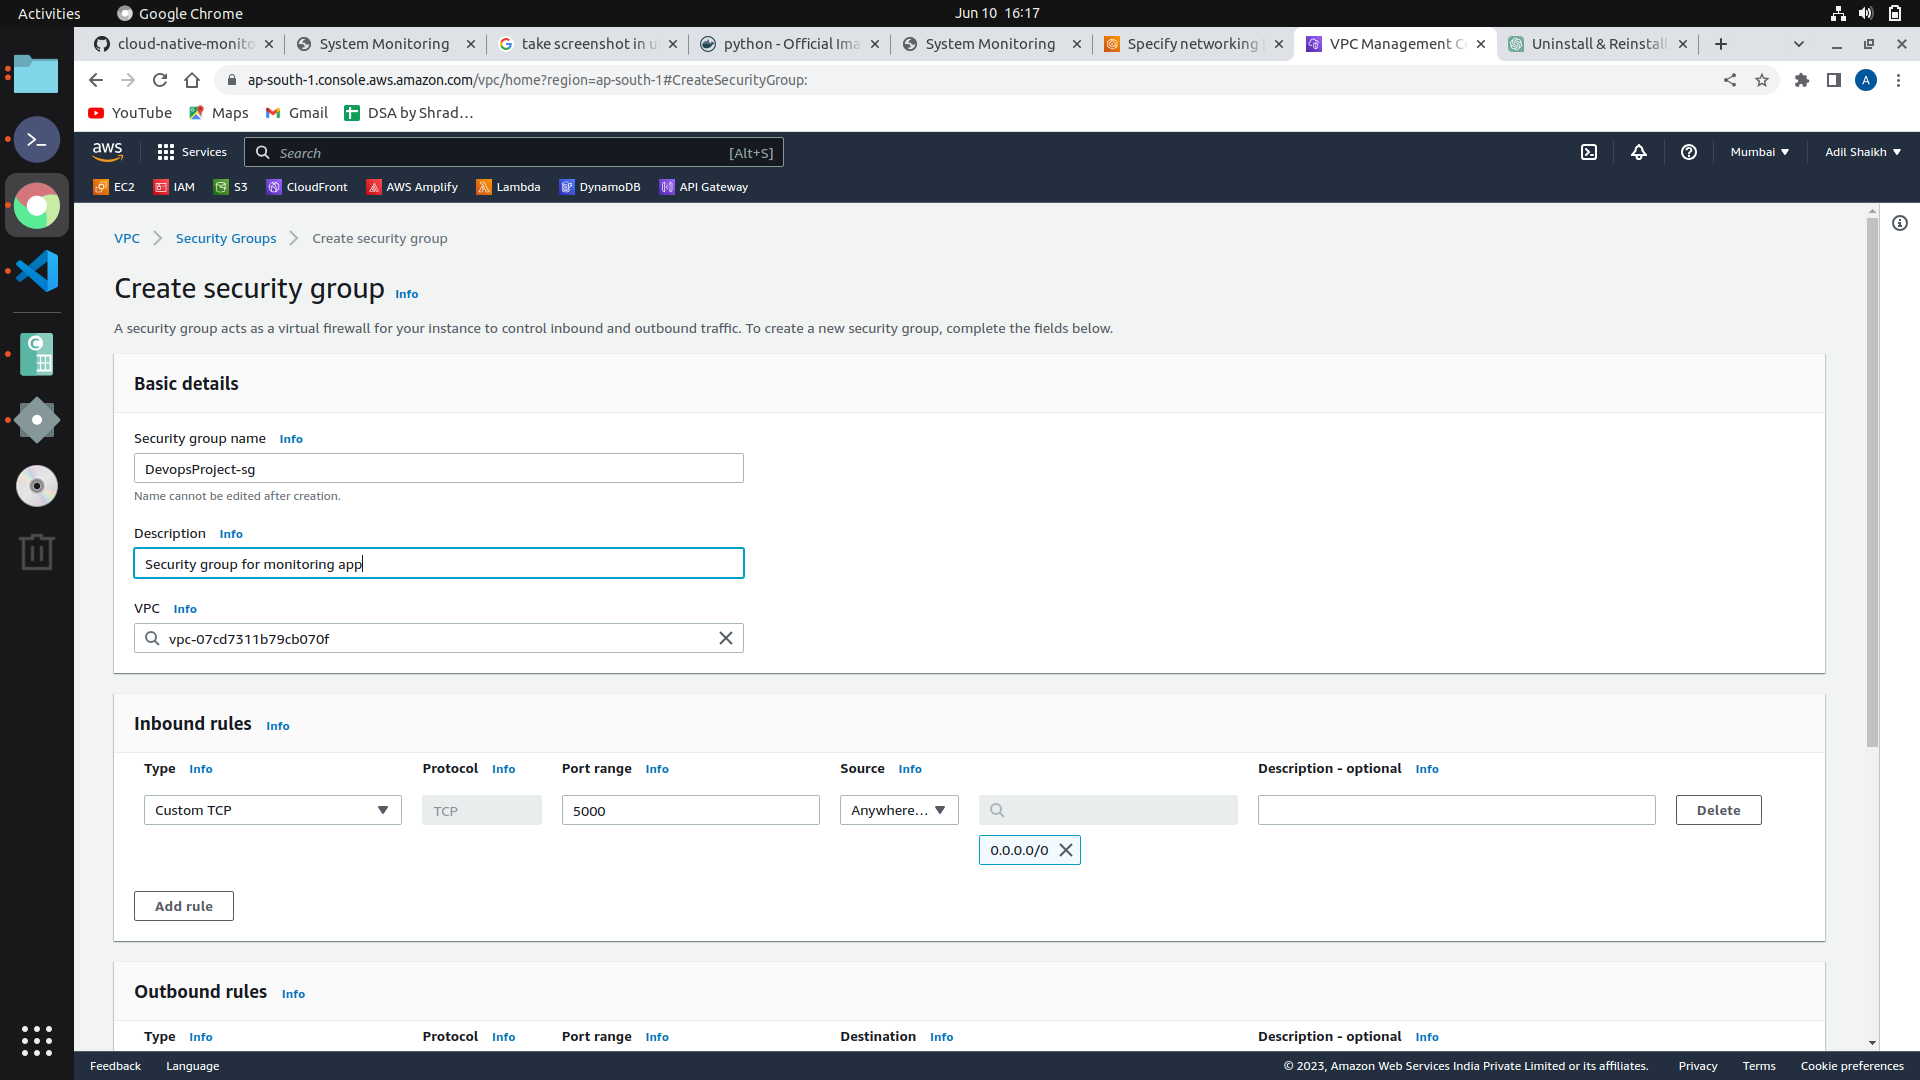 Activities
Google Chrome
Jun 10 16:17
cloud-native-monito
System Monitoring
take screenshot in u
python - Official Ima
System Monitoring
Specify networking
VPC Management Co
Uninstall & Reinstall
ap-south-1.console.aws.amazon.com/vpc/home?region=ap-south-1#CreateSecurityGroup:
A
YouTube
Maps
Gmail
DSA by Shrad…
aws
Services
Search
[Alt+S]
Mumbai
Adil Shaikh
EC2
IAM
S3
CloudFront
AWS Amplify
Lambda
DynamoDB
API Gateway
VPC
Security Groups
Create security group
Create security group Info
A security group acts as a virtual firewall for your instance to control inbound and outbound traffic. To create a new security group, complete the fields below.
Basic details
Security group name Info
DevopsProject-sg
Name cannot be edited after creation.
Description Info
Security group for monitoring app
VPC Info
vpc-07cd7311b79cb070f
Inbound rules Info
Type Info
Protocol Info
Port range Info
Source Info
Description - optional Info
Custom TCP
TCP
5000
Anywhere...
Delete
0.0.0.0/0
Add rule
Outbound rules Info
Type Info
Protocol Info
Port range Info
Destination Info
Description - optional Info
Feedback
Language
© 2023, Amazon Web Services India Private Limited or its affiliates.
Privacy
Terms
Cookie preferences